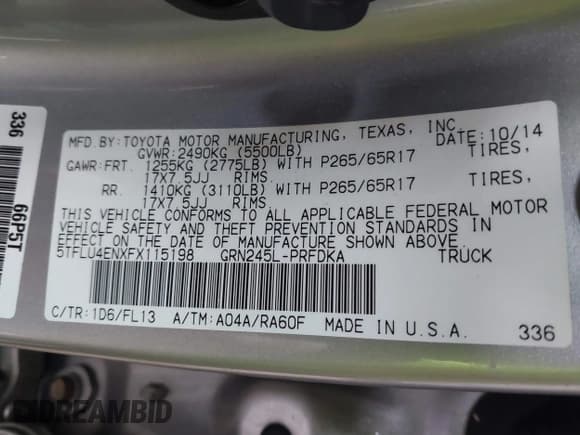 MFD.BY:TOYOTA MOTOR MANUFACTURING, TEXAS, INC.
DATE:10/14
GVWR:2490KG (5500LB)
GAWR:FRT. 1255KG (2775LB) WITH P265/65R17 TIRES,
17X7.5JJ RIMS
RR. 1410KG (3110LB) WITH P265/65R17 TIRES,
17X7.5JJ RIMS
THIS VEHICLE CONFORMS TO ALL APPLICABLE FEDERAL MOTOR
VEHICLE SAFETY AND THEFT PREVENTION STANDARDS IN
EFFECT ON THE DATE OF MANUFACTURE SHOWN ABOVE.
5TFLU4ENXFX115198 GRN245L-PRFDKA TRUCK
C/TR:1D6/FL13 A/TM:A04A/RA60F MADE IN U.S.A. 336
336
66P5T
DREAMBID